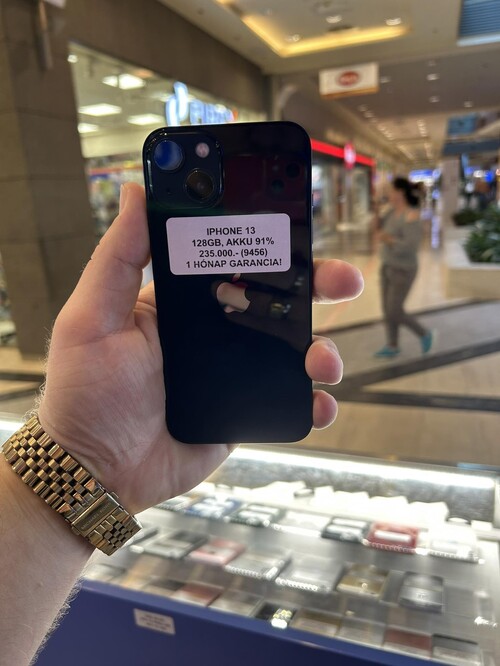 IPHONE 13
128GB, AKKU 91%
235.000.- (9456)
1 HÓNAP GARANCIA!